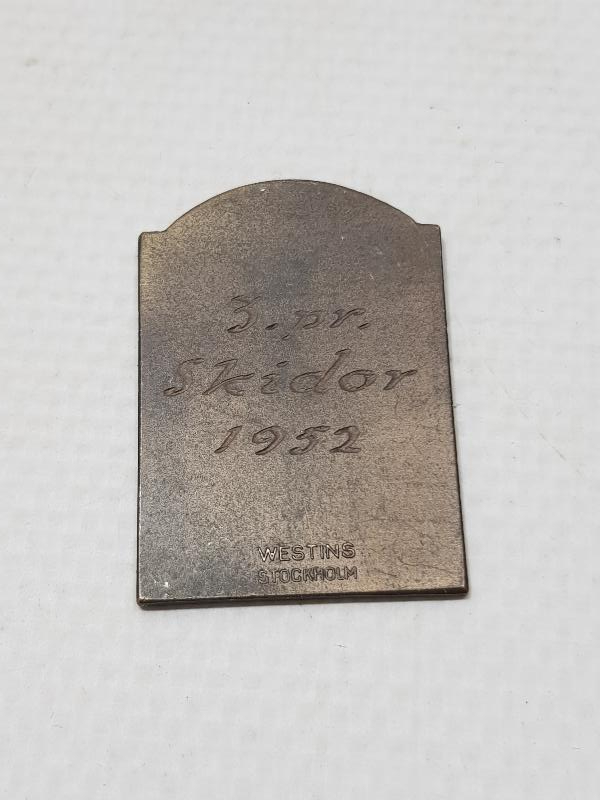 3.pr.
Skidor
1952
WESTINS
STOCKHOLM